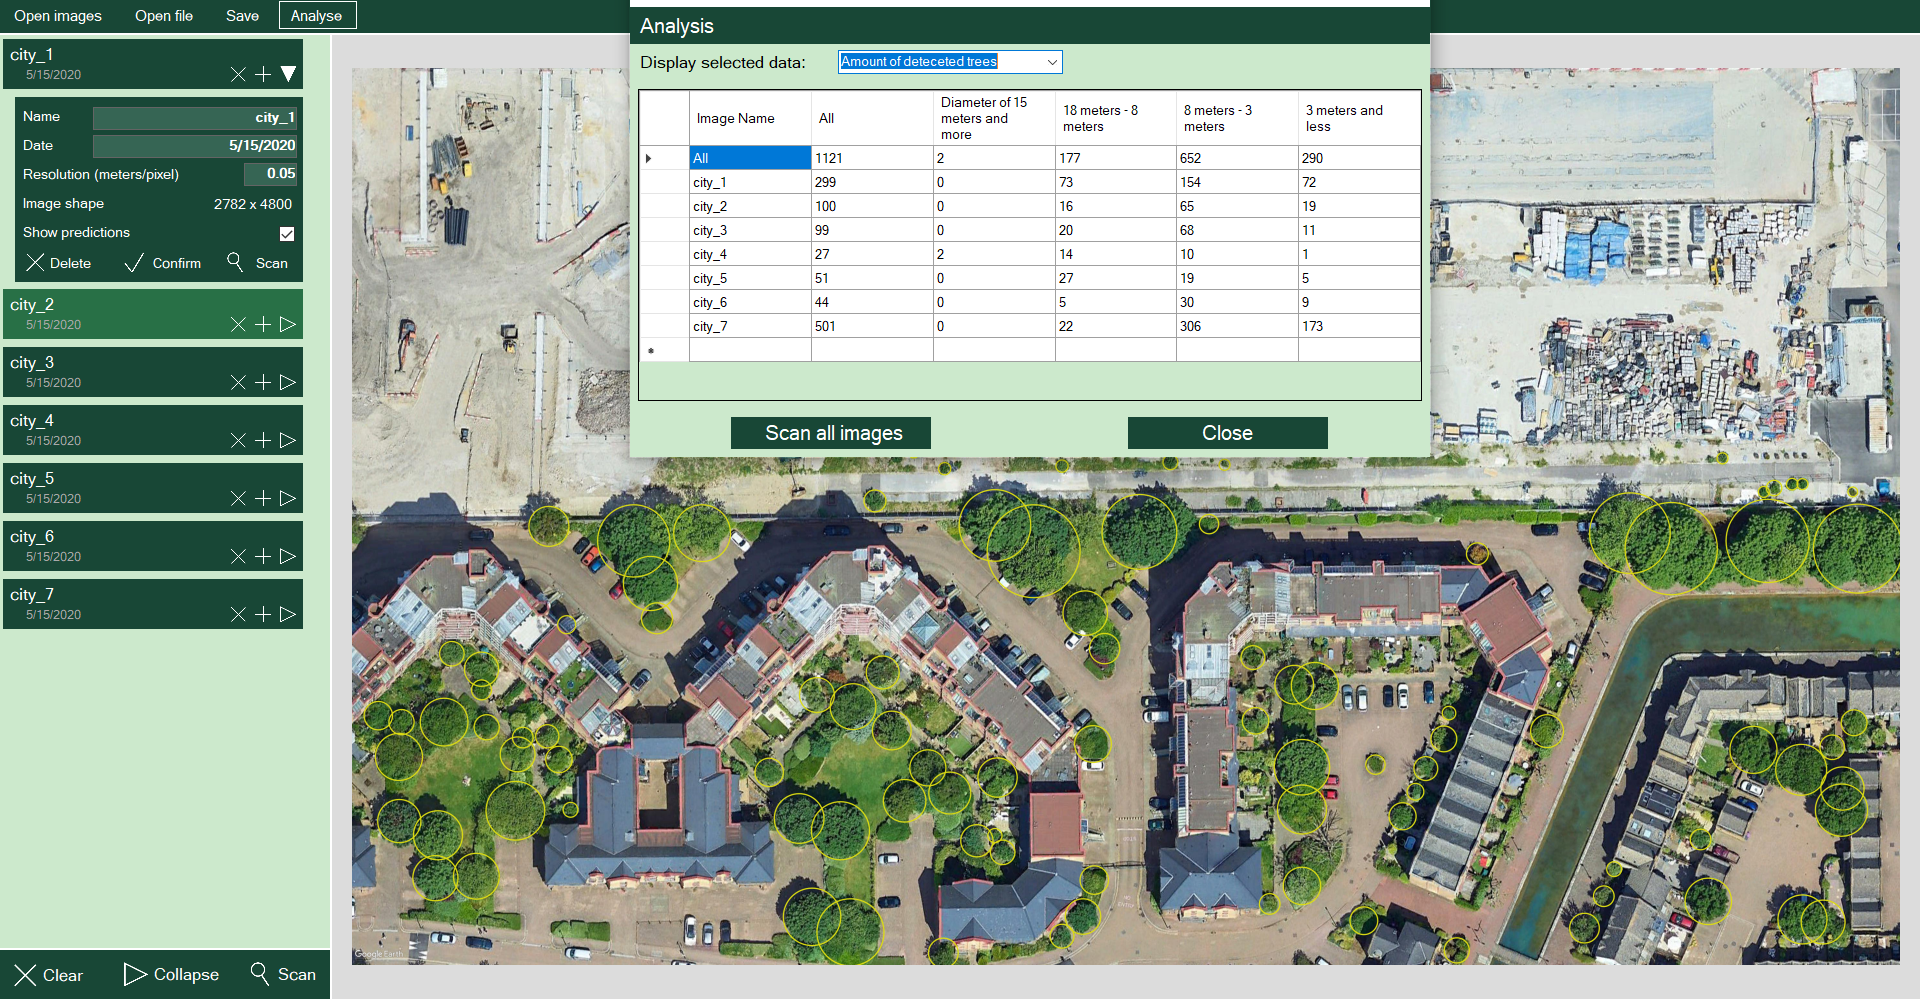 Open images Open file Save Analyse
city_1
5/15/2020
Name city_1
Date 5/15/2020
Resolution (meters/pixel) 0.05
Image shape 2782 x 4800
Show predictions
Delete Confirm Scan
city_2
5/15/2020
city_3
5/15/2020
city_4
5/15/2020
city_5
5/15/2020
city_6
5/15/2020
city_7
5/15/2020
Clear Collapse Scan
Analysis
Display selected data: Amount of deteceted trees
Image Name All Diameter of 15 meters and more 18 meters - 8 meters 8 meters - 3 meters 3 meters and less
All 1121 2 177 652 290
city_1 299 0 73 154 72
city_2 100 0 16 65 19
city_3 99 0 20 68 11
city_4 27 2 14 10 1
city_5 51 0 27 19 5
city_6 44 0 5 30 9
city_7 501 0 22 306 173
Scan all images Close
Google Earth